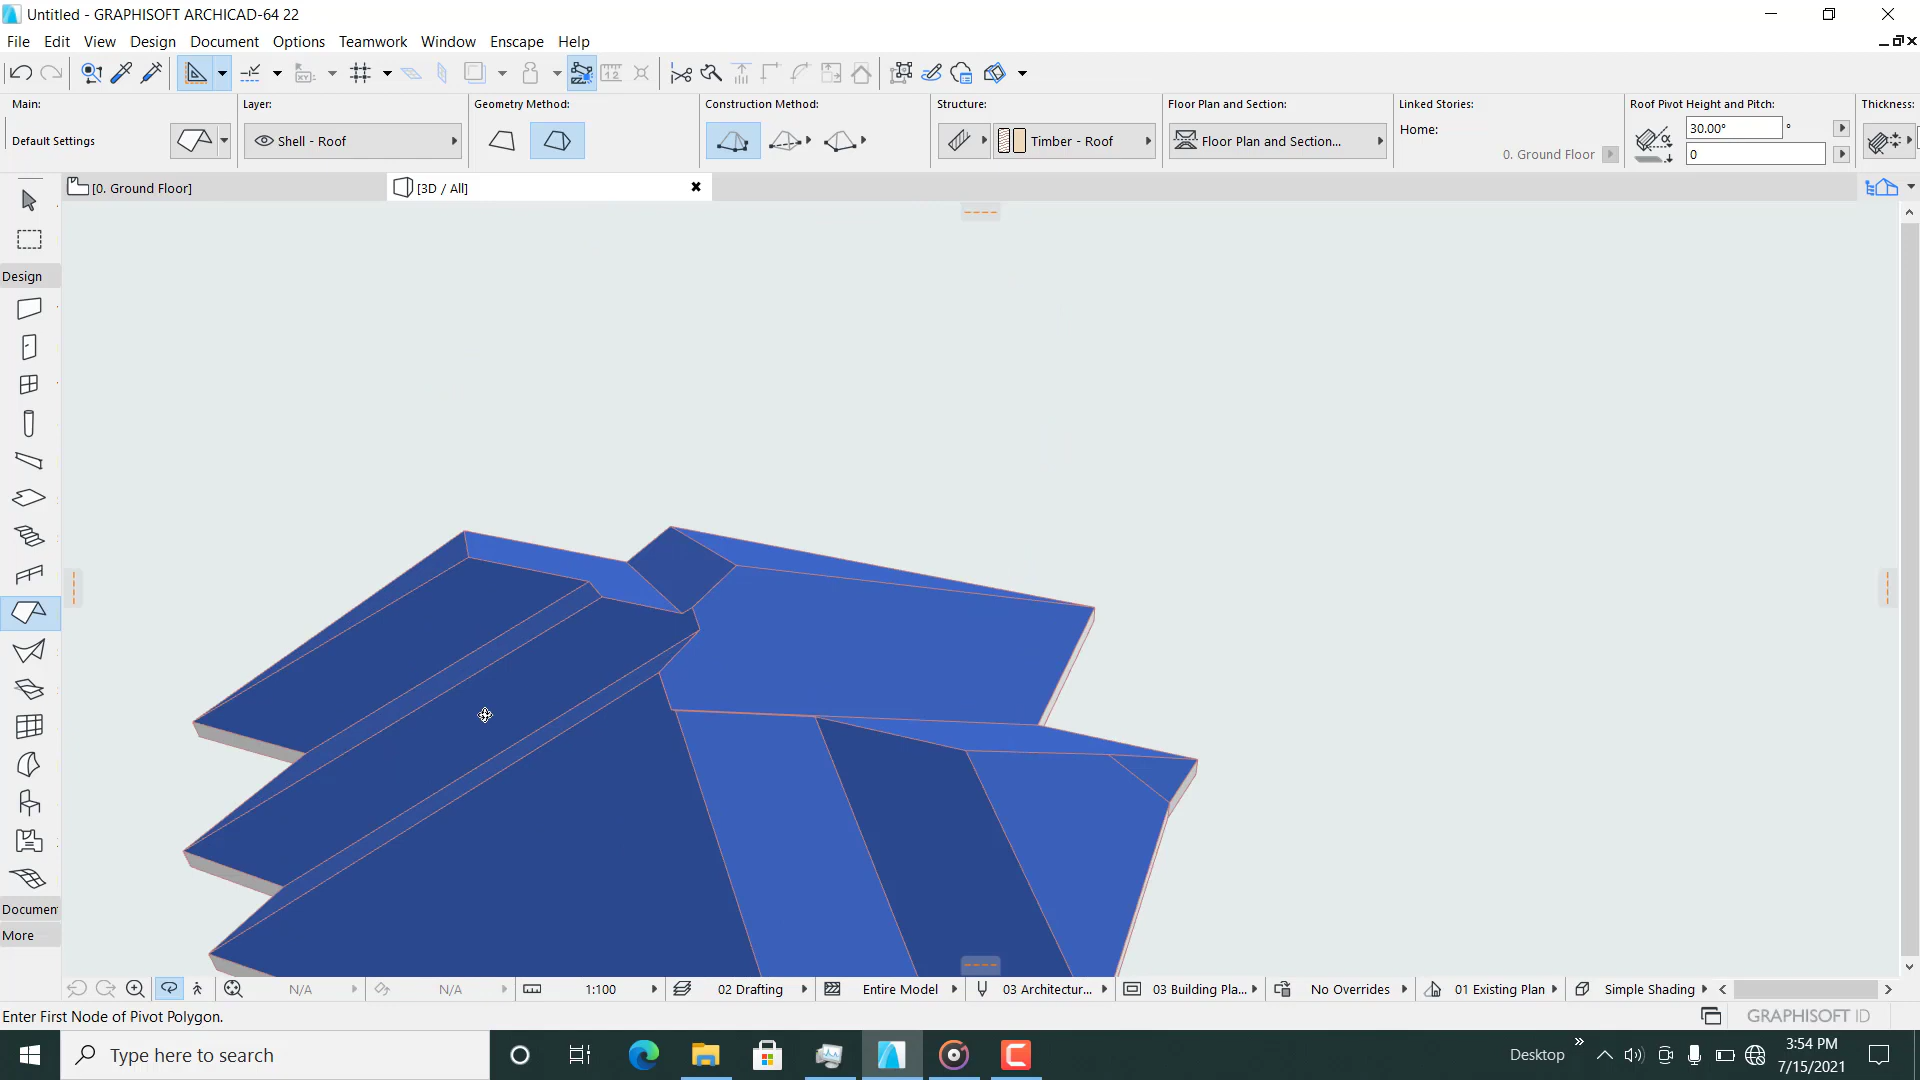 Untitled - GRAPHISOFT ARCHICAD-64 22
File Edit View Design Document Options Teamwork Window Enscape Help
Main: Layer: Geometry Method: Construction Method: Structure: Floor Plan and Section: Linked Stories: Roof Pivot Height and Pitch: Thickness:
Default Settings Shell - Roof Timber - Roof Floor Plan and Section... Home: 30.00° °
0. Ground Floor 0
[0. Ground Floor] [3D / All]
Design
Documen
More
N/A N/A 1:100 02 Drafting Entire Model 03 Architectur... 03 Building Pla... No Overrides 01 Existing Plan Simple Shading
Enter First Node of Pivot Polygon. GRAPHISOFT ID
Type here to search Desktop 3:54 PM
7/15/2021